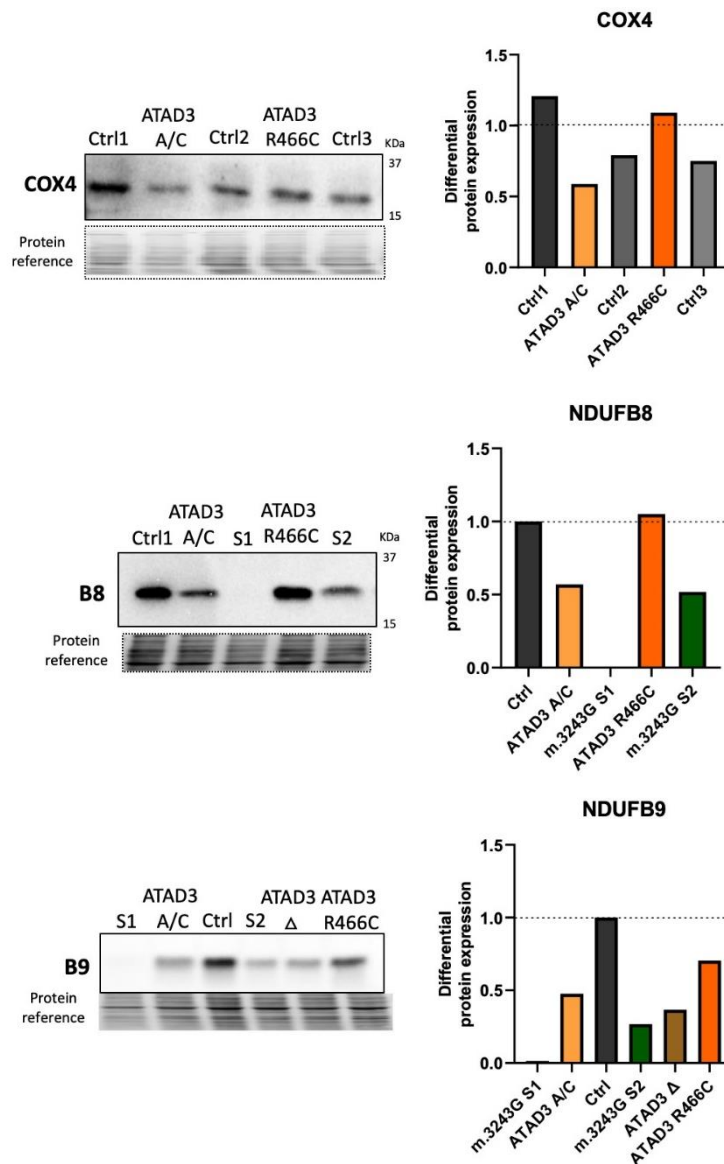 COX4
ATAD3 ATAD3
Ctrl1 A/C Ctrl2 R466C Ctrl3
KDa
37
COX4
15
Protein
reference
Differential
protein expression
1.5
1.0
0.5
0.0
Ctrl1
ATAD3 A/C
Ctrl2
ATAD3 R466C
Ctrl3
NDUFB8
ATAD3 ATAD3
Ctrl1 A/C S1 R466C S2
KDa
37
B8
15
Protein
reference
Differential
protein expression
1.5
1.0
0.5
0.0
Ctrl
ATAD3 A/C
m.3243G S1
ATAD3 R466C
m.3243G S2
NDUFB9
ATAD3 ATAD3 ATAD3
S1 A/C Ctrl S2 Δ R466C
B9
Protein
reference
Differential
protein expression
1.5
1.0
0.5
0.0
m.3243G S1
ATAD3 A/C
Ctrl
m.3243G S2
ATAD3 Δ
ATAD3 R466C